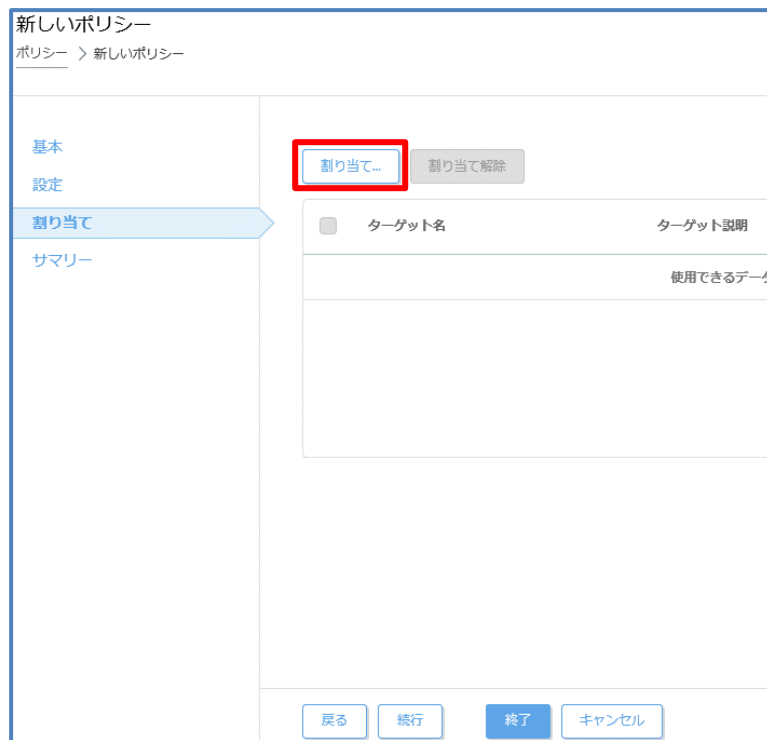 新しいポリシー
ポリシー > 新しいポリシー
基本
設定
割り当て
サマリー
割り当て... 割り当て解除
ターゲット名 ターゲット説明
使用できるデー
戻る 続行 終了 キャンセル